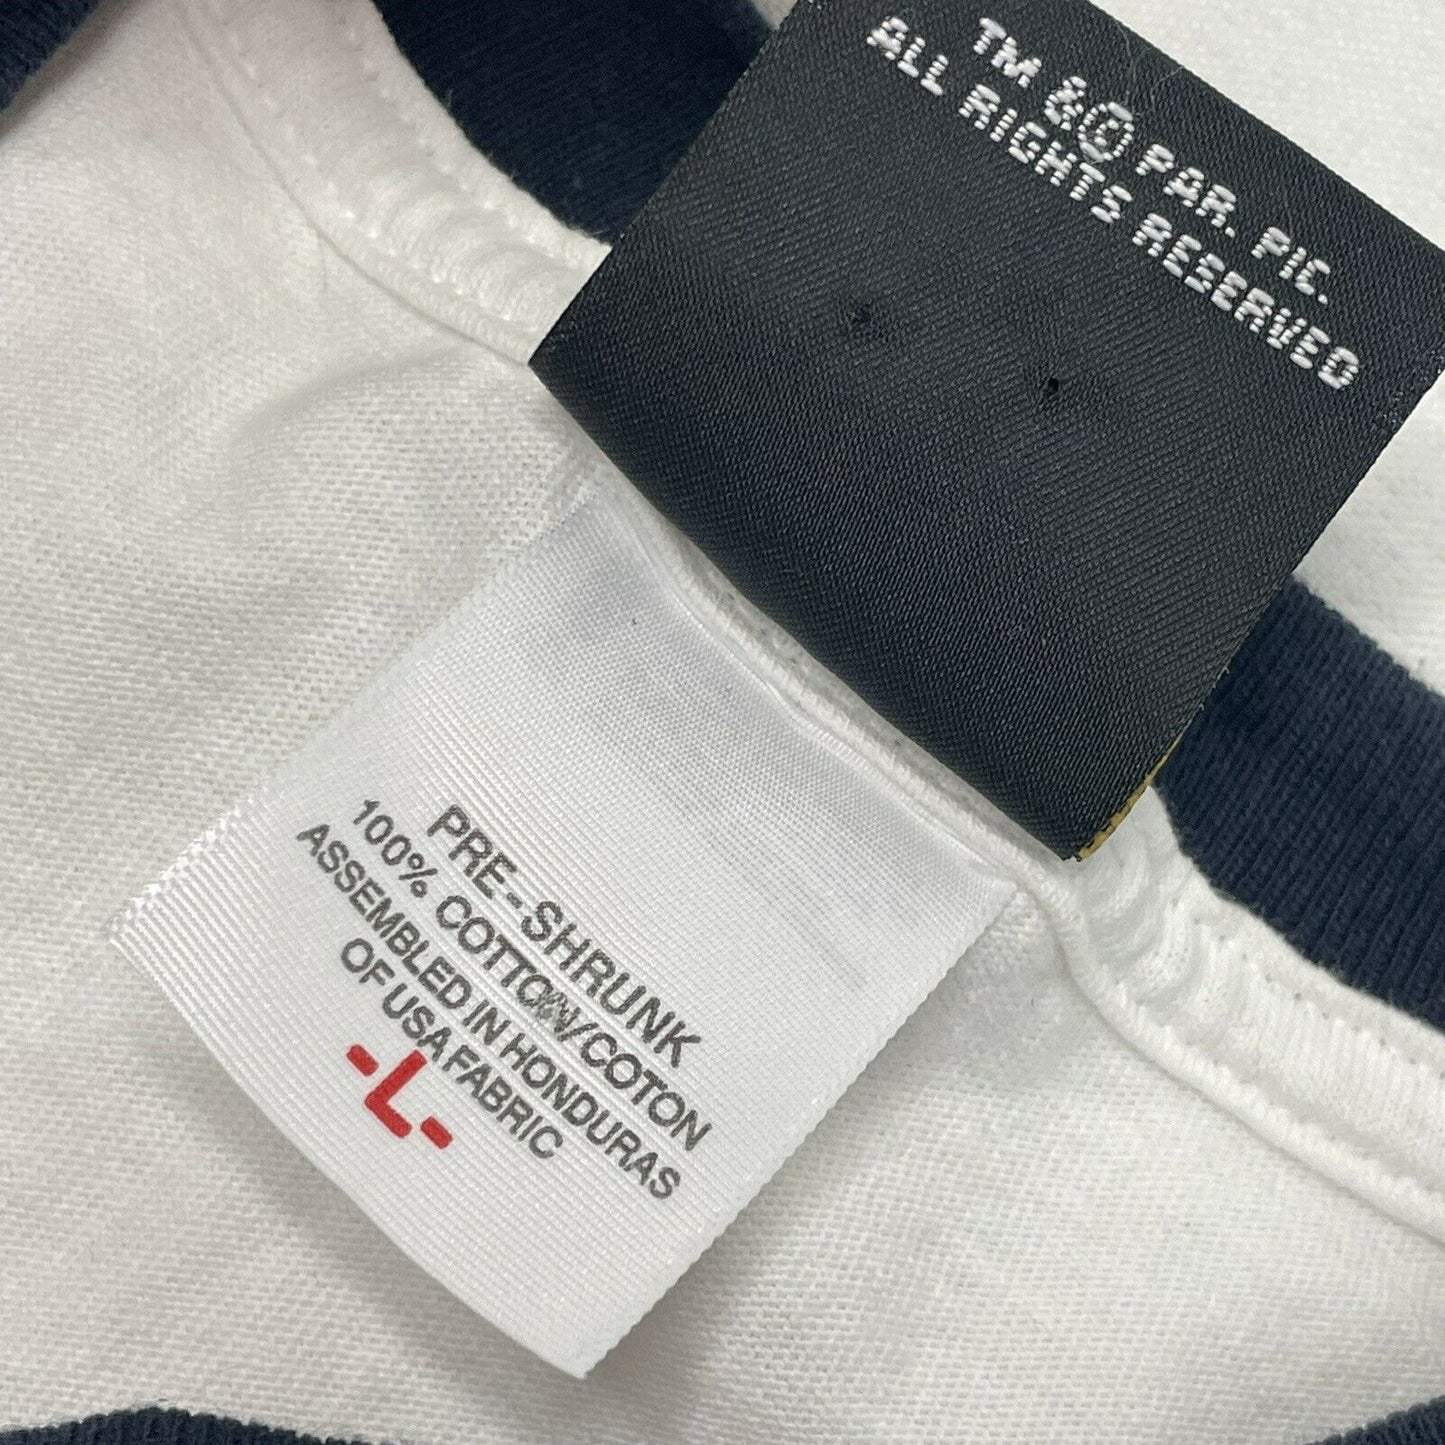 TM & © PAR. PIC.
ALL RIGHTS RESERVED
PRE-SHRUNK
100% COTTON/COTON
ASSEMBLED IN HONDURAS
OF USA FABRIC
-L-